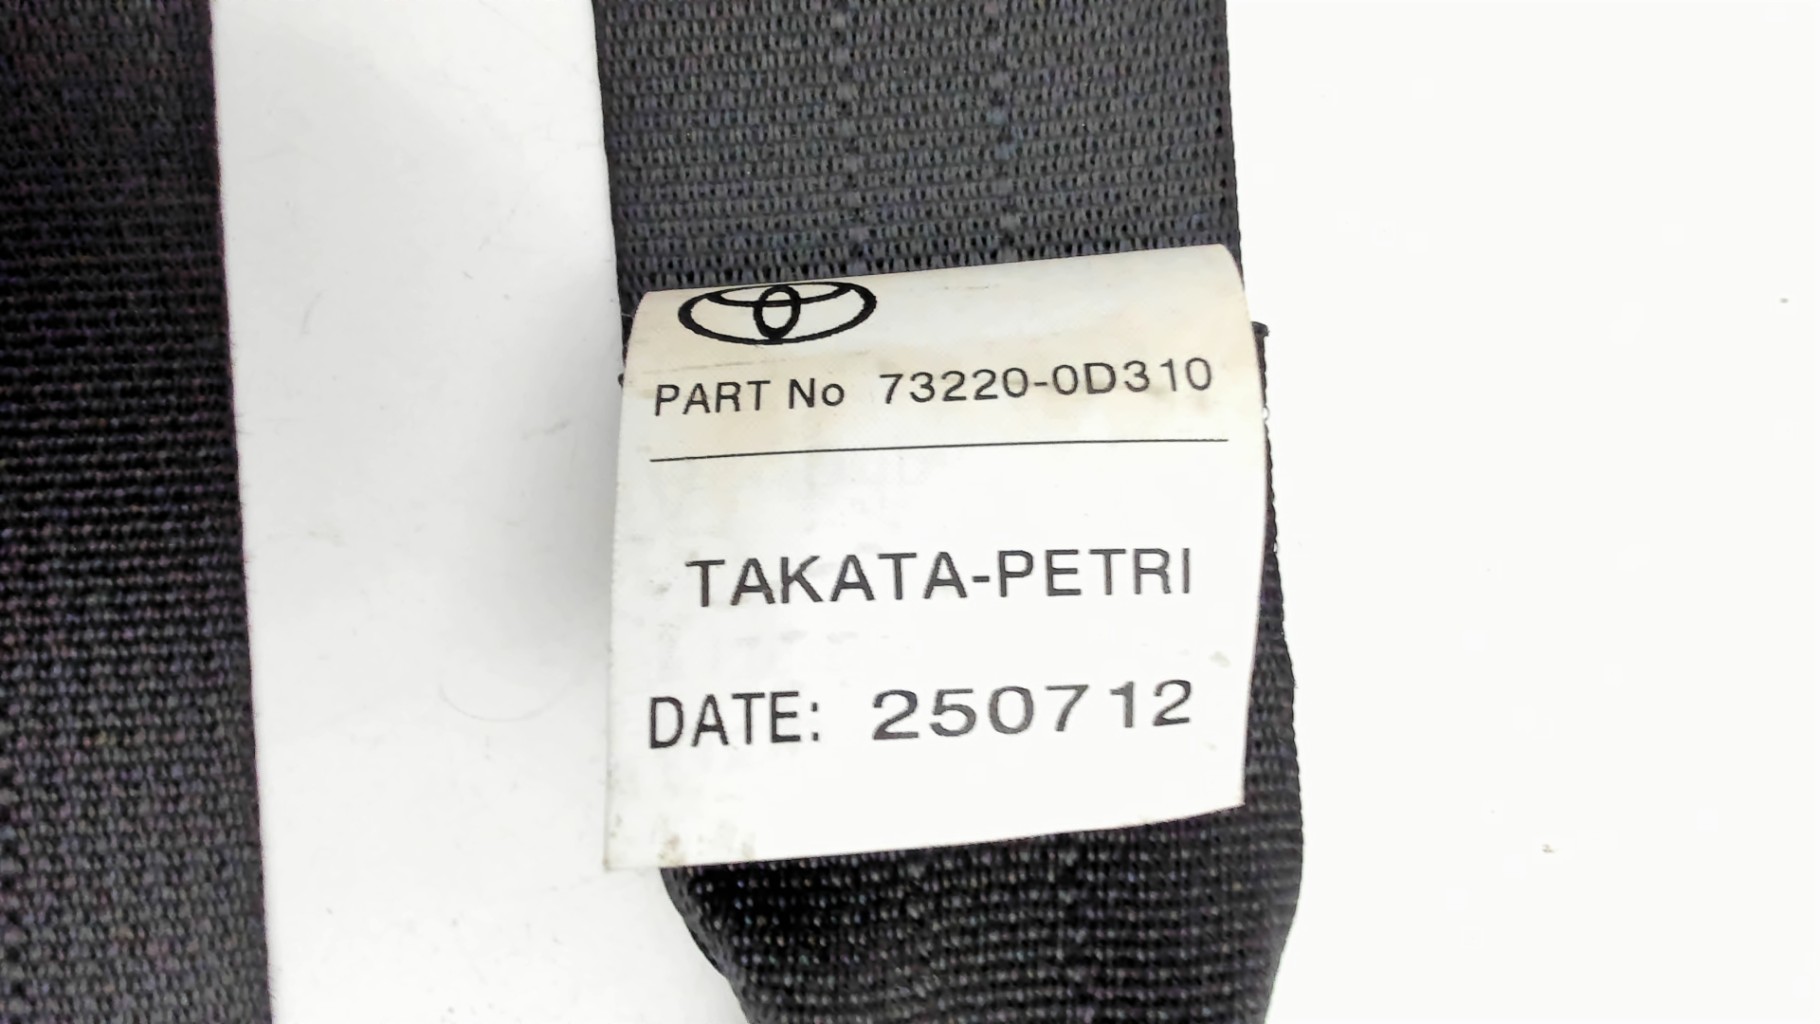 PART No 73220-0D310
TAKATA-PETRI
DATE: 250712